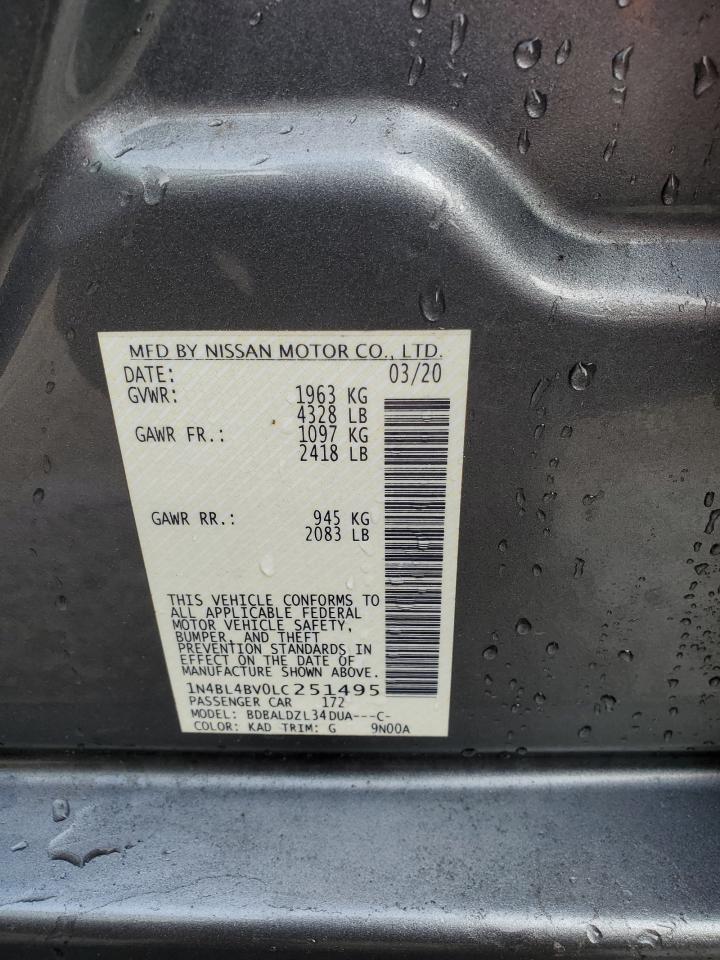 MFD BY NISSAN MOTOR CO., LTD.
DATE: 03/20
GVWR: 1963 KG
4328 LB
GAWR FR.: 1097 KG
2418 LB
GAWR RR.: 945 KG
2083 LB
THIS VEHICLE CONFORMS TO
ALL APPLICABLE FEDERAL
MOTOR VEHICLE SAFETY,
BUMPER, AND THEFT
PREVENTION STANDARDS IN
EFFECT ON THE DATE OF
MANUFACTURE SHOWN ABOVE.
1N4BL4BV0LC251495
PASSENGER CAR 172
MODEL: BDBALDZL34DUA---C-
COLOR: KAD TRIM: G 9N00A